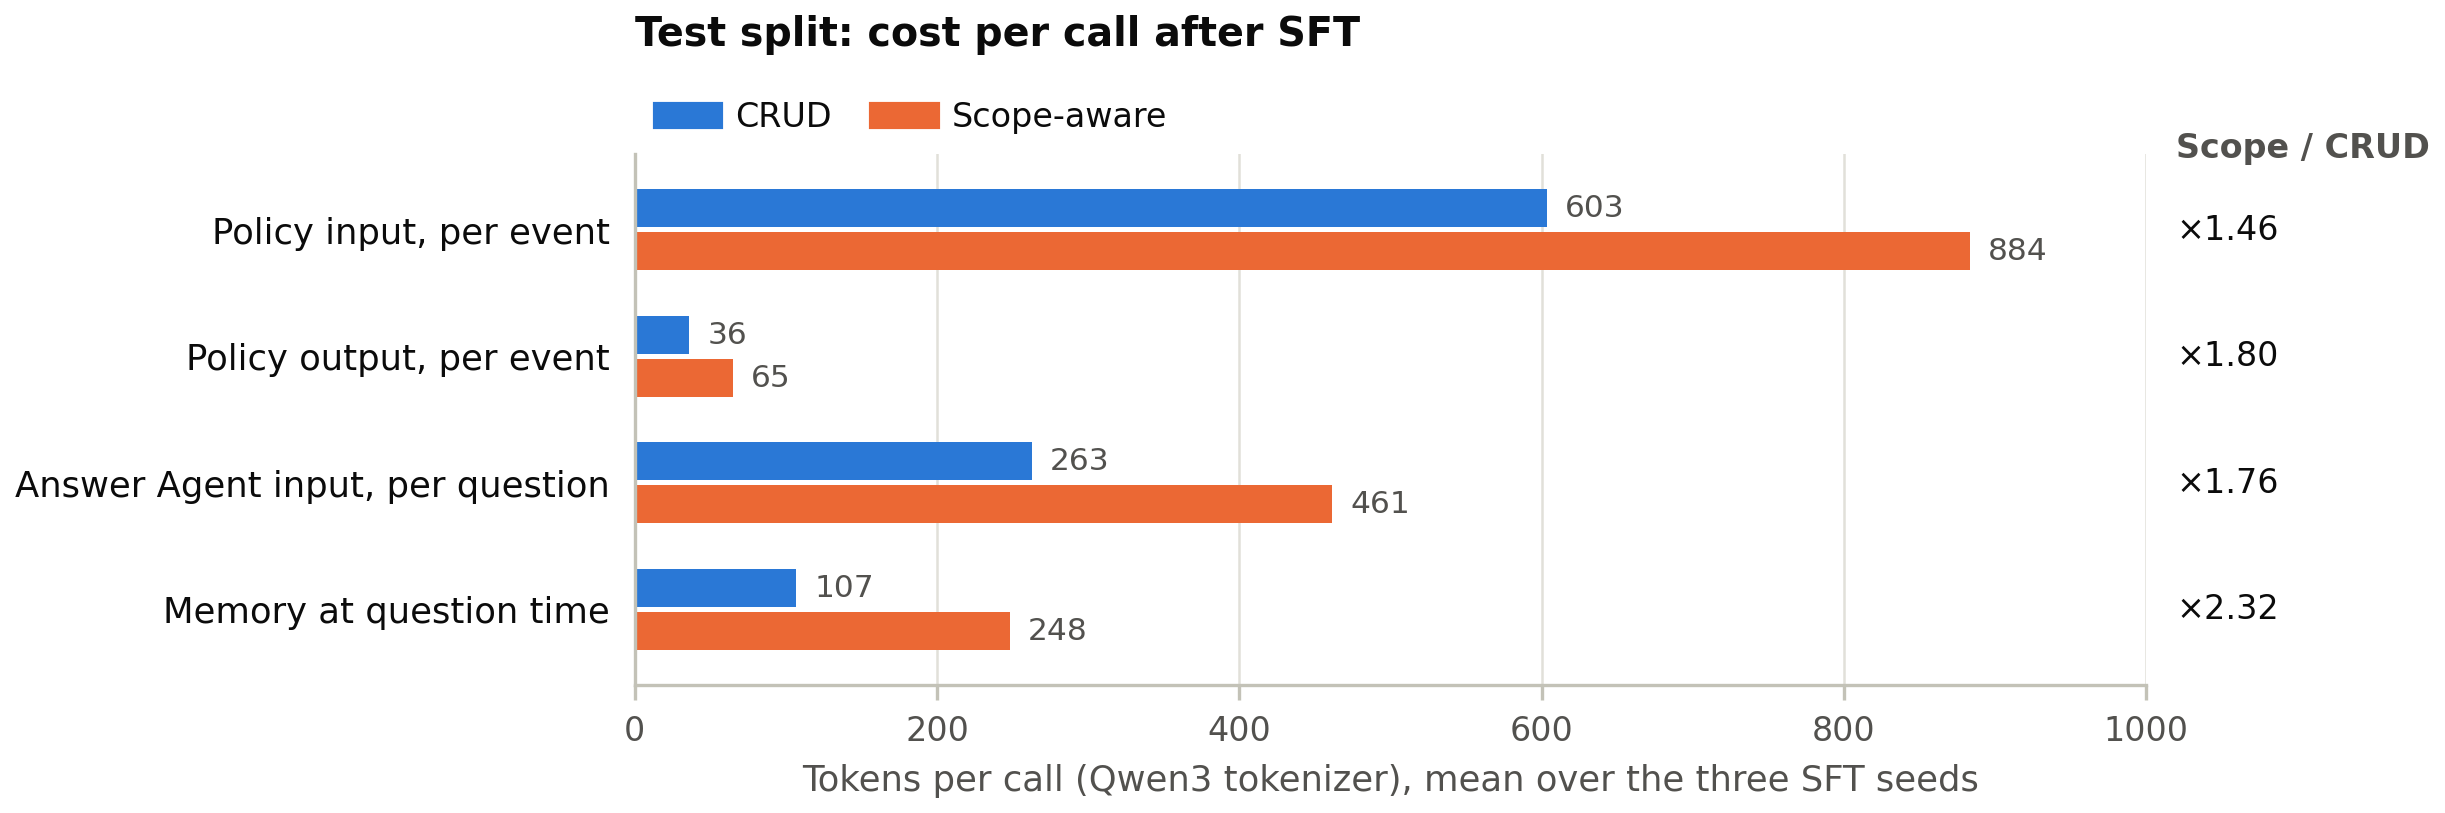 Test split: cost per call after SFT
CRUD
Scope-aware
Scope / CRUD
Policy input, per event
603
884
×1.46
Policy output, per event
36
65
×1.80
Answer Agent input, per question
263
461
×1.76
Memory at question time
107
248
×2.32
0 200 400 600 800 1000
Tokens per call (Qwen3 tokenizer), mean over the three SFT seeds